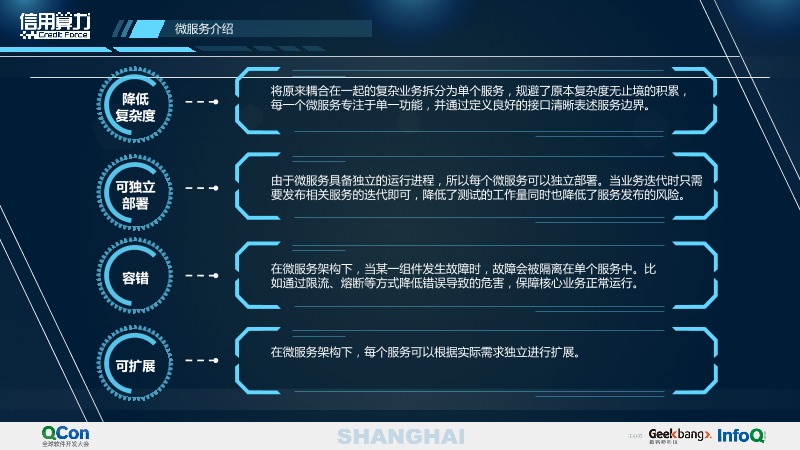 信用算力
Credit Force
微服务介绍
降低
复杂度
将原来耦合在一起的复杂业务拆分为单个服务，规避了原本复杂度无止境的积累，
每一个微服务专注于单一功能，并通过定义良好的接口清晰表述服务边界。
可独立
部署
由于微服务具备独立的运行进程，所以每个微服务可以独立部署。当业务迭代时只需
要发布相关服务的迭代即可，降低了测试的工作量同时也降低了服务发布的风险。
容错
在微服务架构下，当某一组件发生故障时，故障会被隔离在单个服务中。比
如通过限流、熔断等方式降低错误导致的危害，保障核心业务正常运行。
可扩展
在微服务架构下，每个服务可以根据实际需求独立进行扩展。
QCon
全球软件开发大会
SHANGHAI
Geekbang>.
极客邦科技
InfoQ